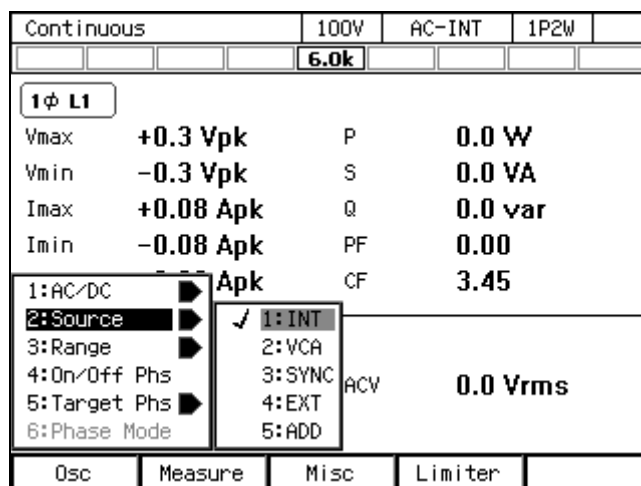 Continuous 100V AC-INT 1P2W
6.0k
1ϕ L1
Vmax +0.3 Vpk P 0.0 W
Vmin -0.3 Vpk S 0.0 VA
Imax +0.08 Apk Q 0.0 var
Imin -0.08 Apk PF 0.00
Apk CF 3.45
1:AC/DC
2:Source
3:Range
4:On/Off Phs
5:Target Phs
6:Phase Mode
✓ 1:INT
2:VCA
3:SYNC
4:EXT
5:ADD
ACV 0.0 Vrms
Osc Measure Misc Limiter